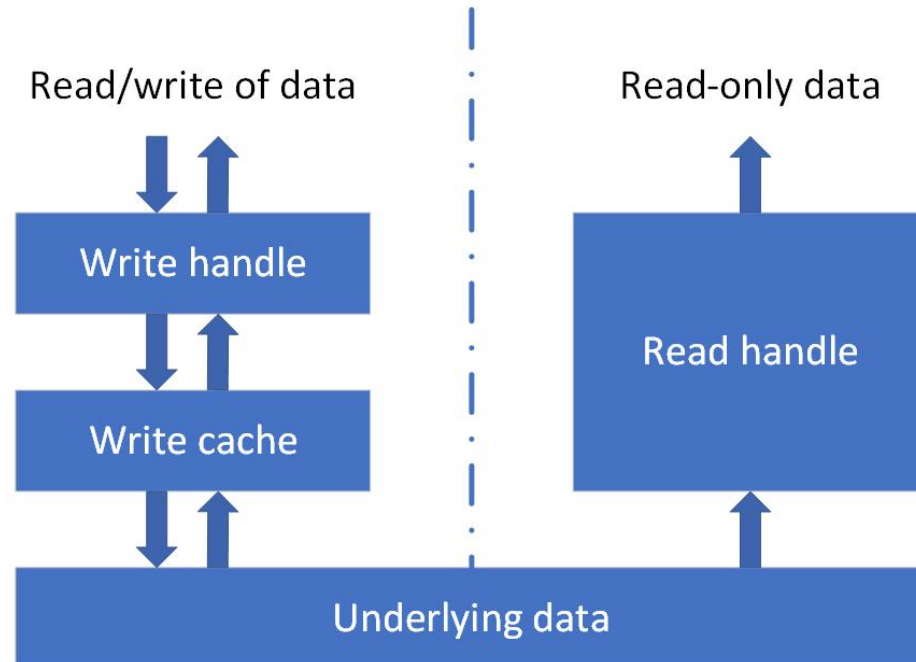 Read/write of data
Read-only data
Write handle
Read handle
Write cache
Underlying data